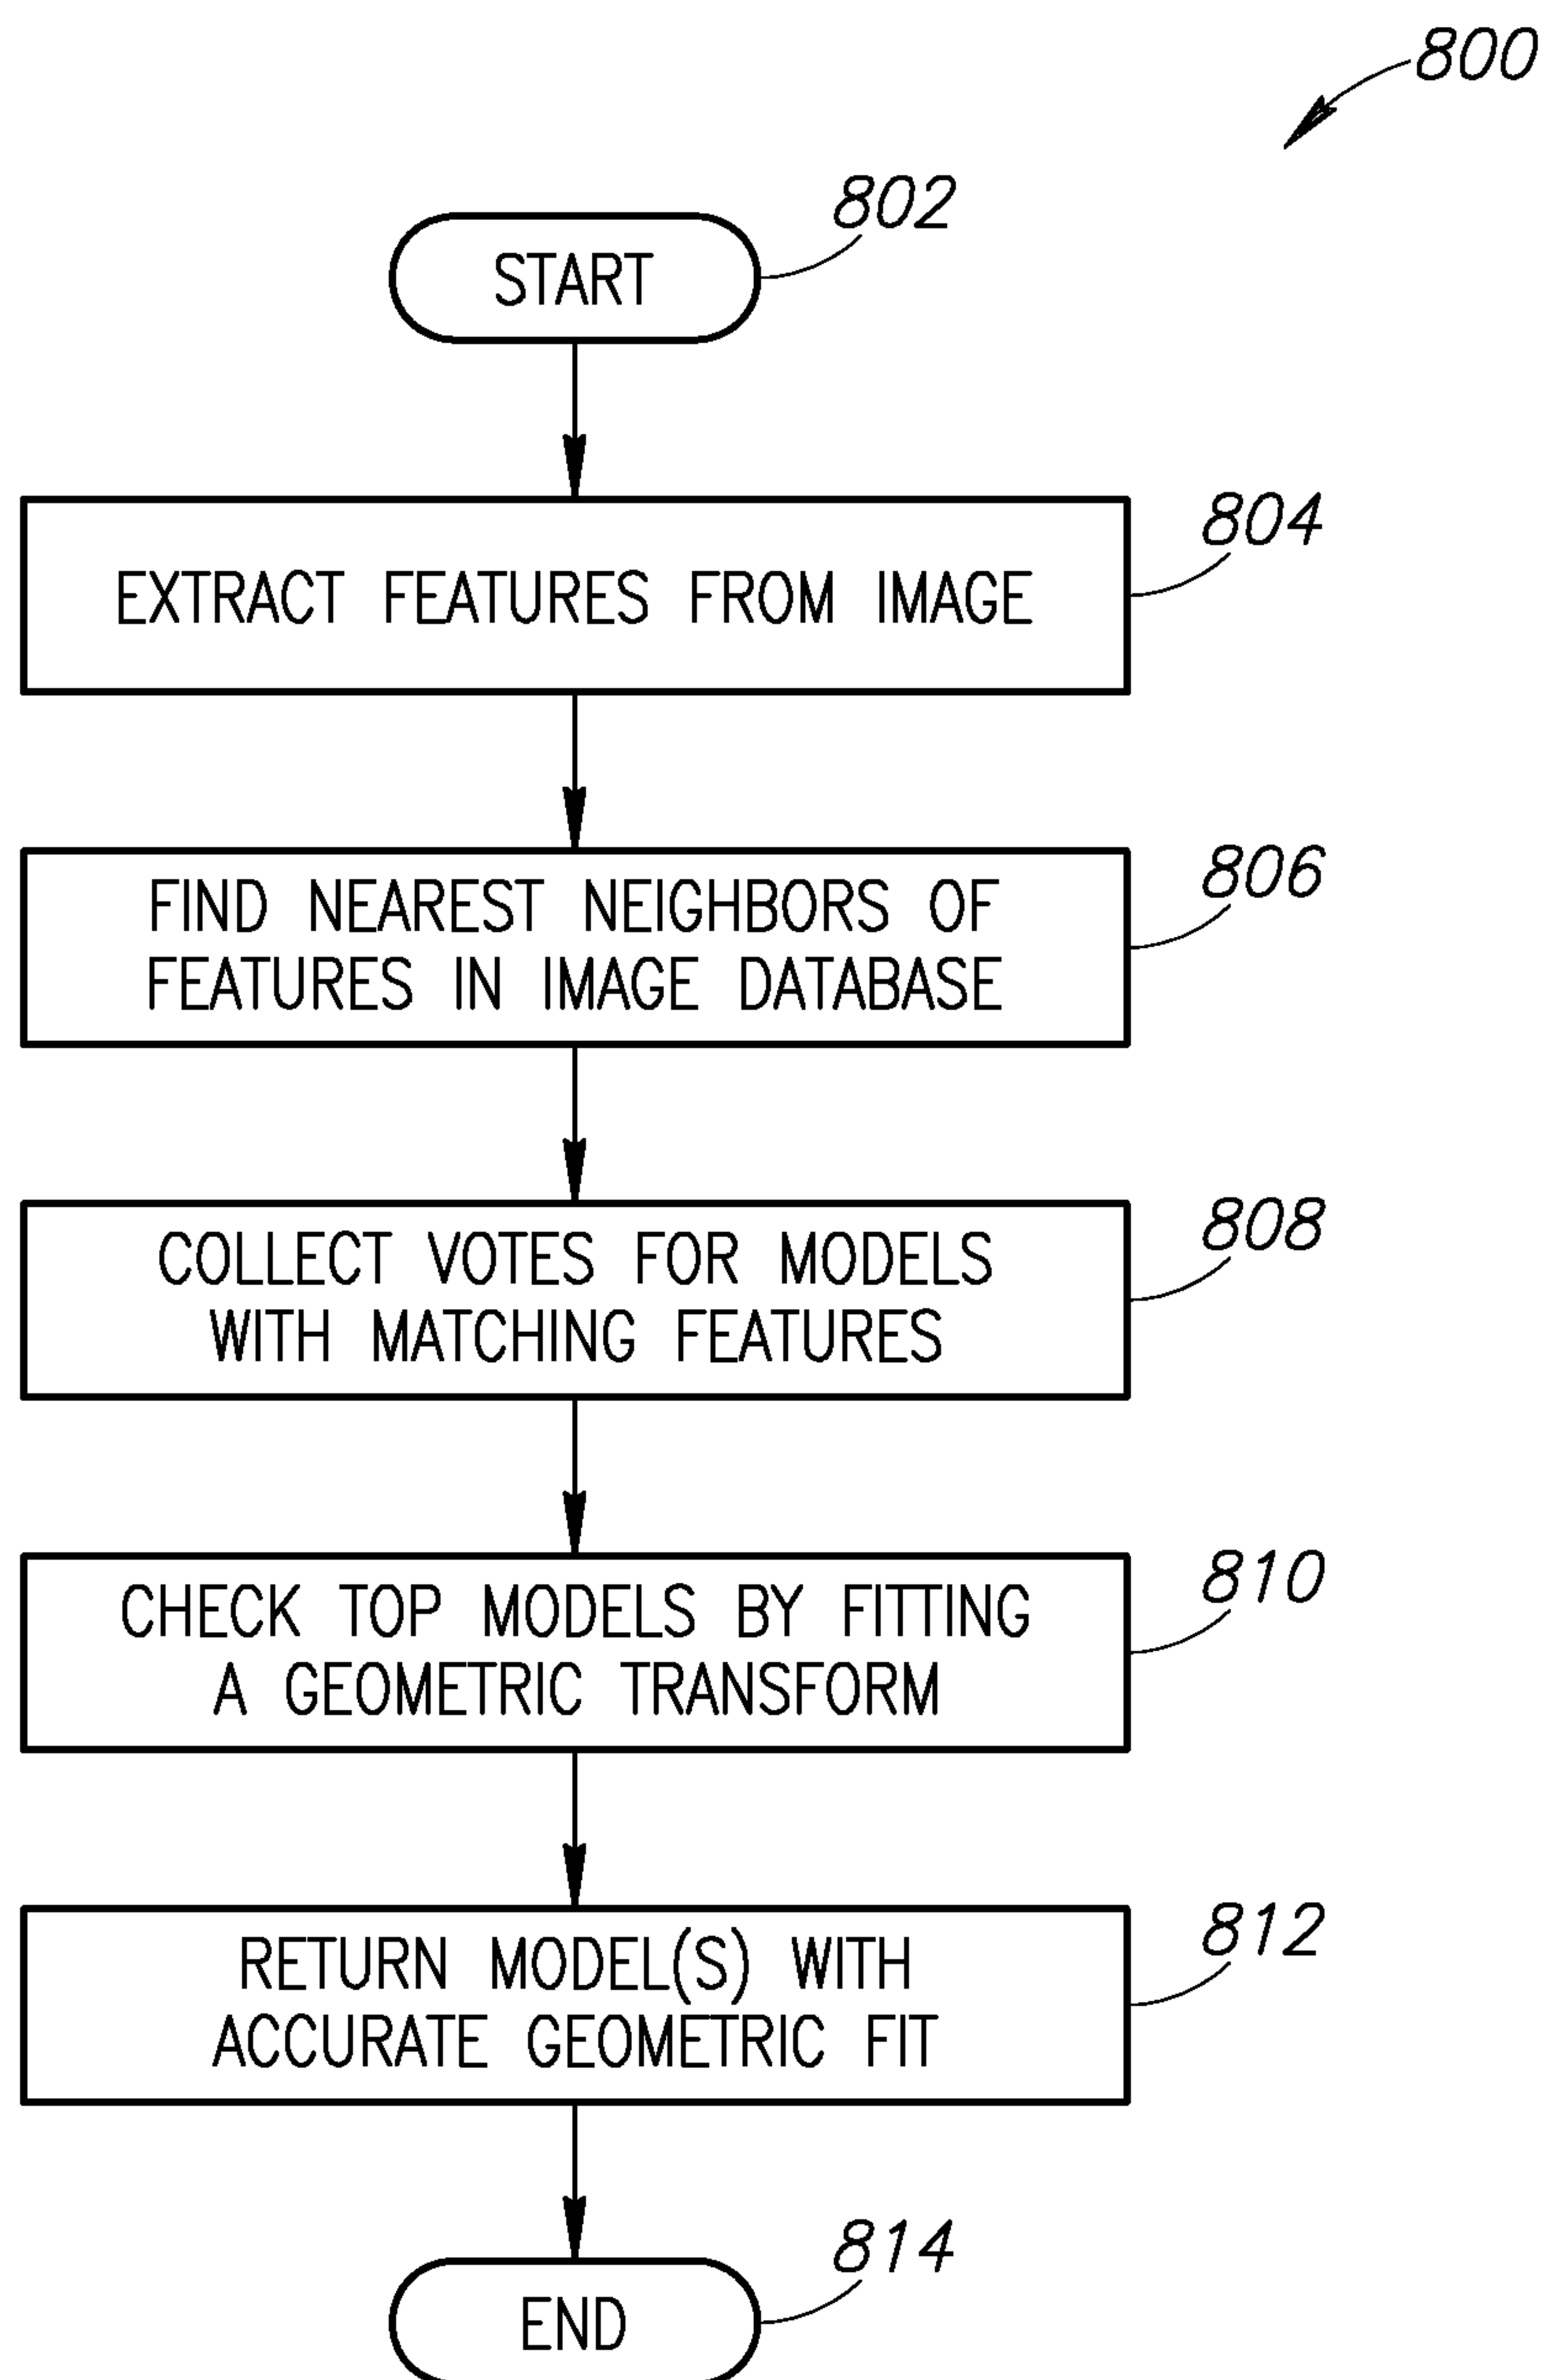 800
802
START
804
EXTRACT FEATURES FROM IMAGE
806
FIND NEAREST NEIGHBORS OF
FEATURES IN IMAGE DATABASE
808
COLLECT VOTES FOR MODELS
WITH MATCHING FEATURES
810
CHECK TOP MODELS BY FITTING
A GEOMETRIC TRANSFORM
812
RETURN MODEL(S) WITH
ACCURATE GEOMETRIC FIT
814
END